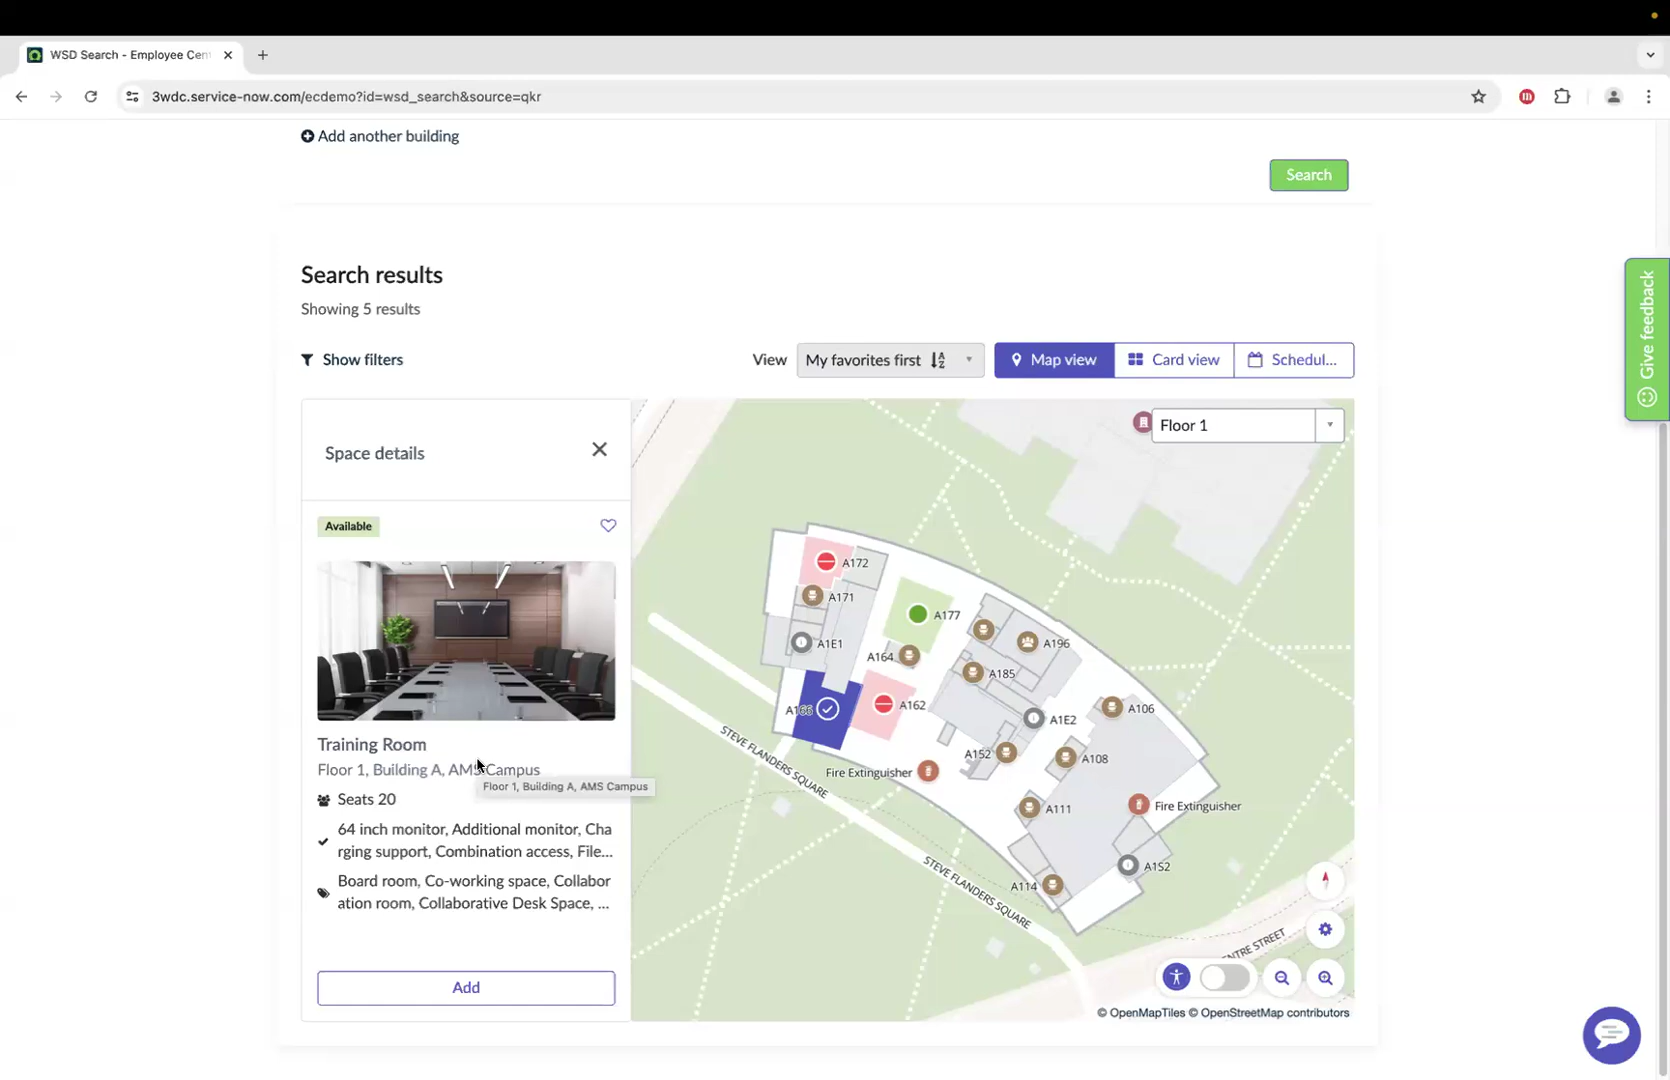 WSD Search - Employee Cen
3wdc.service-now.com/ecdemo?id=wsd_search&source=qkr
Add another building
Search
Search results
Showing 5 results
Show filters
View
My favorites first
Map view
Card view
Schedul...
Give feedback
Space details
Floor 1
Available
Training Room
Floor 1, Building A, AMS Campus
Floor 1, Building A, AMS Campus
Seats 20
64 inch monitor, Additional monitor, Cha
rging support, Combination access, File...
Board room, Co-working space, Collabor
ation room, Collaborative Desk Space, ...
Add
A172
A171
A177
A1E1
A164
A196
A185
A166
A162
A106
A1E2
A152
A108
Fire Extinguisher
A111
Fire Extinguisher
A1S2
A114
STEVE FLANDERS SQUARE
STEVE FLANDERS SQUARE
NTRE STREET
© OpenMapTiles © OpenStreetMap contributors